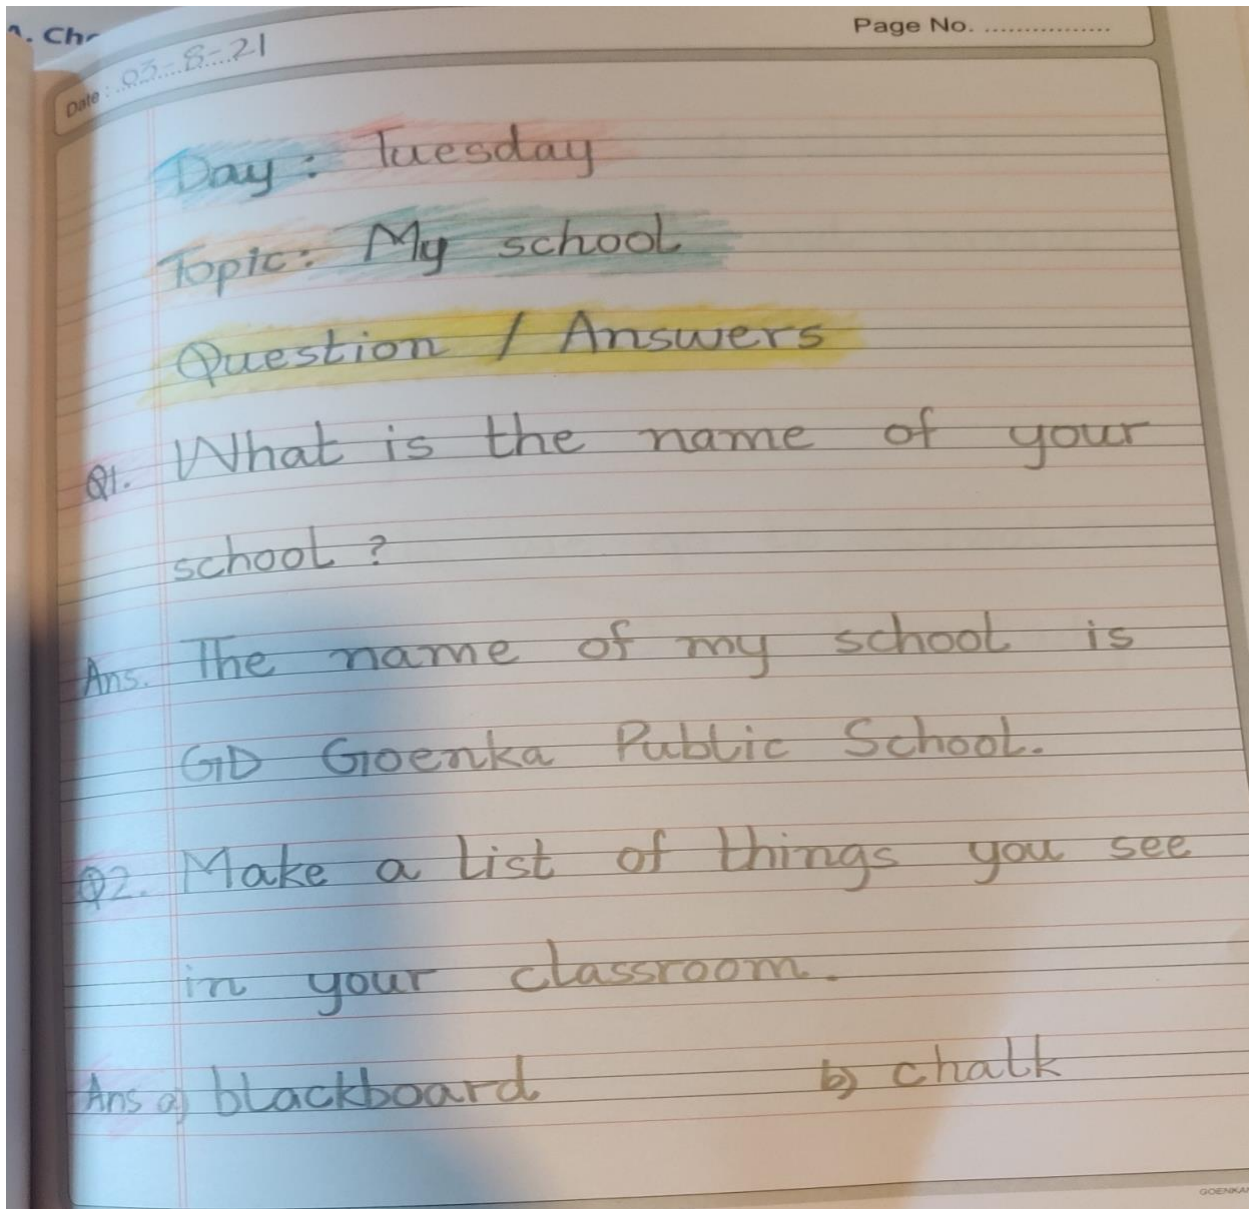 Page No. ................
Date : 03-8-21
Day : Tuesday
Topic: My school
Question / Answers
Q1. What is the name of your
school ?
Ans. The name of my school is
GD Goenka Public School.
Q2. Make a list of things you see
in your classroom.
Ans a) blackboard b) chalk